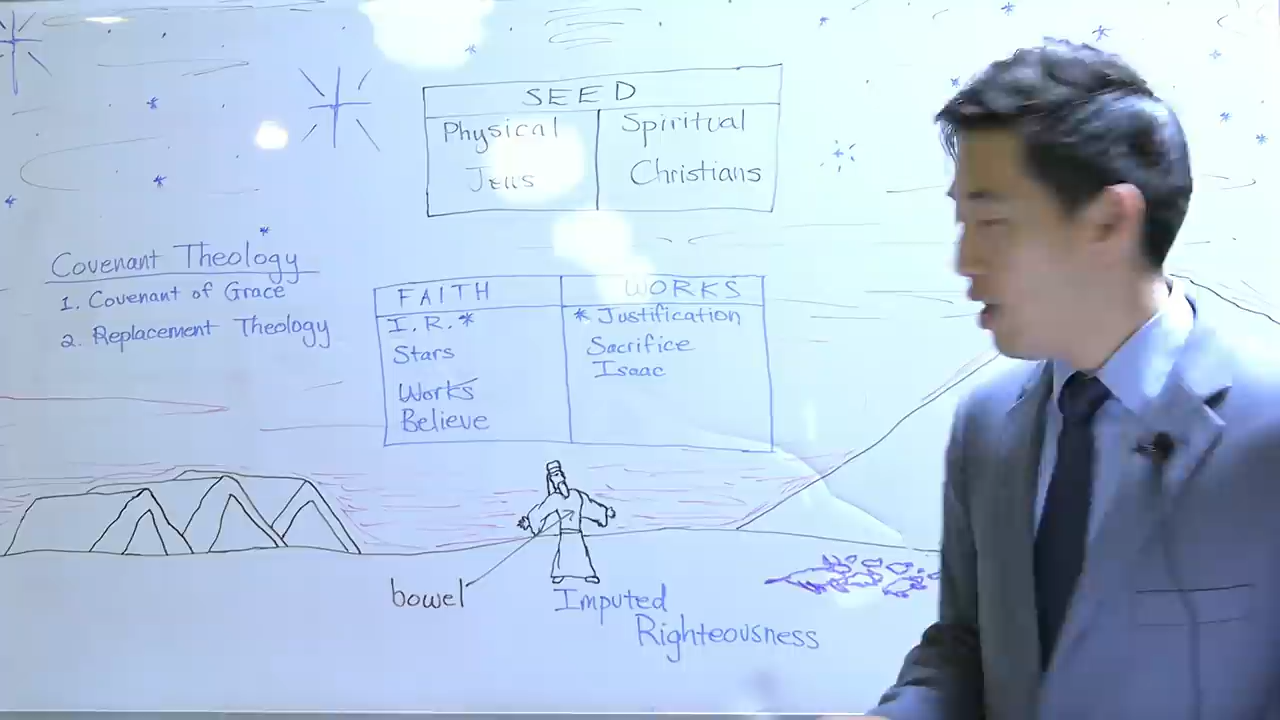 SEED
Physical
Spiritual
Jews
Christians
Covenant Theology
1. Covenant of Grace
2. Replacement Theology
FAITH
WORKS
I.R.*
* Justification
Stars
Sacrifice
Isaac
Works
Believe
bowel
Imputed
Righteousness